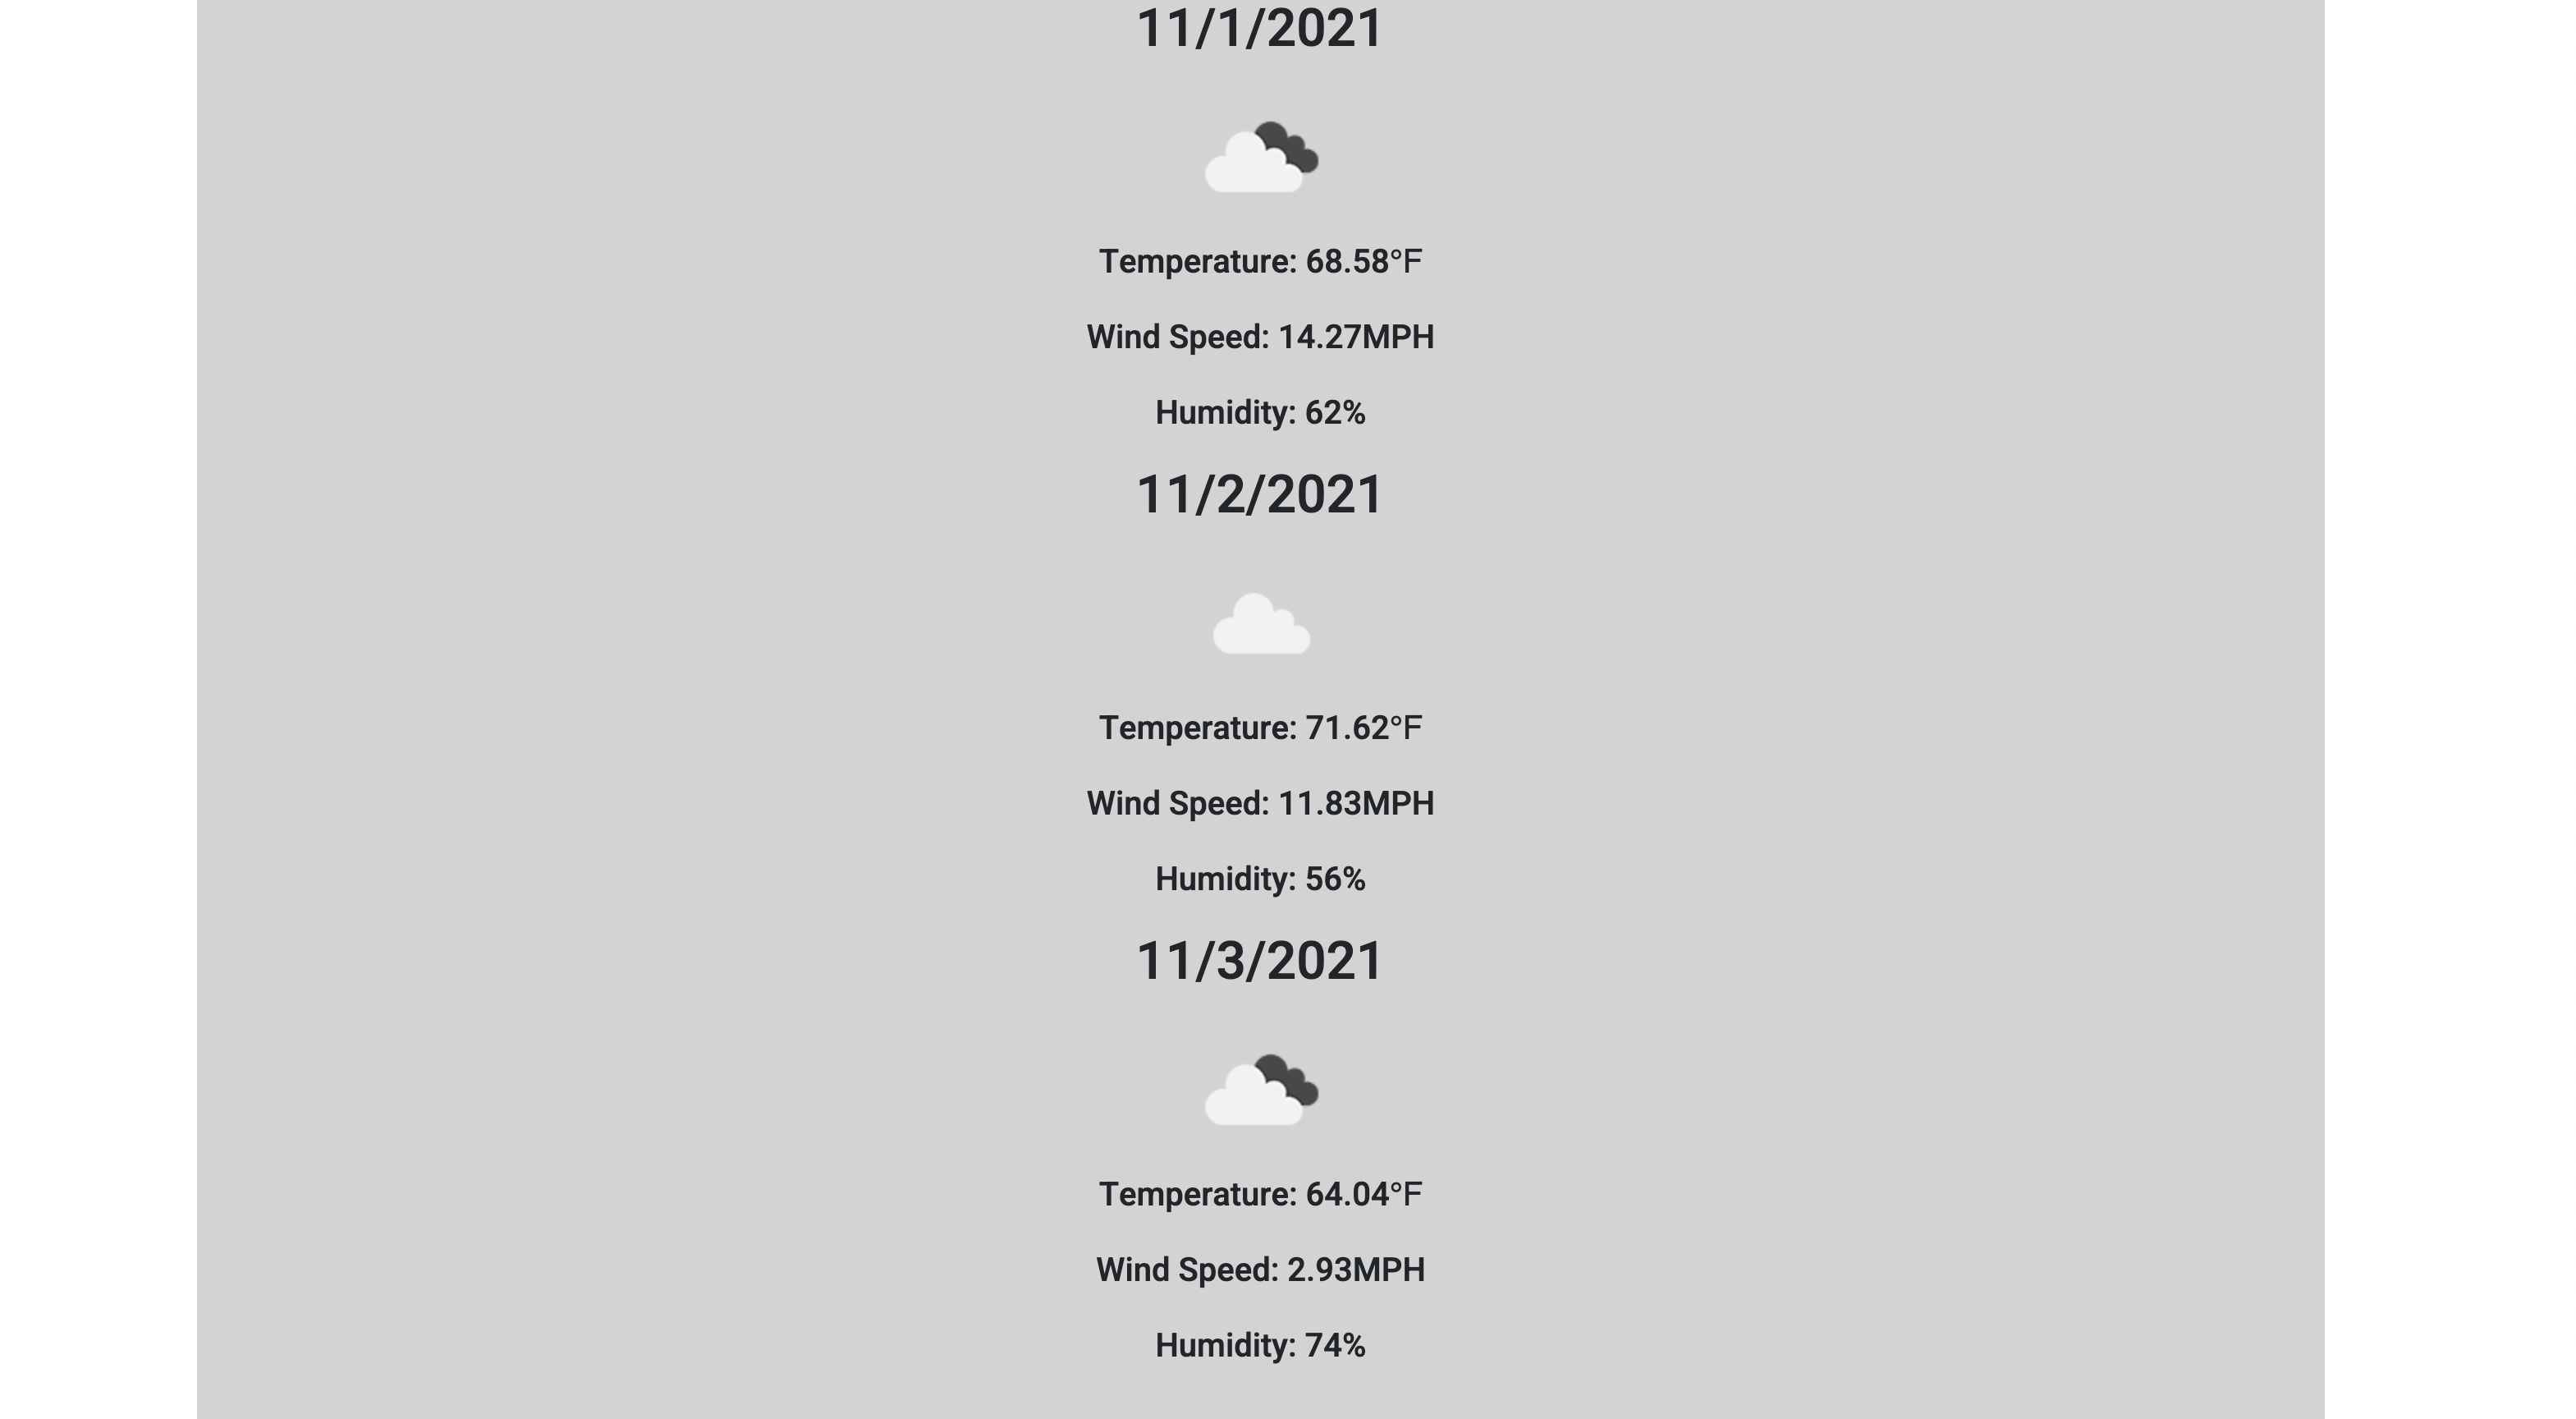 11/1/2021
Temperature: 68.58°F
Wind Speed: 14.27MPH
Humidity: 62%
11/2/2021
Temperature: 71.62°F
Wind Speed: 11.83MPH
Humidity: 56%
11/3/2021
Temperature: 64.04°F
Wind Speed: 2.93MPH
Humidity: 74%